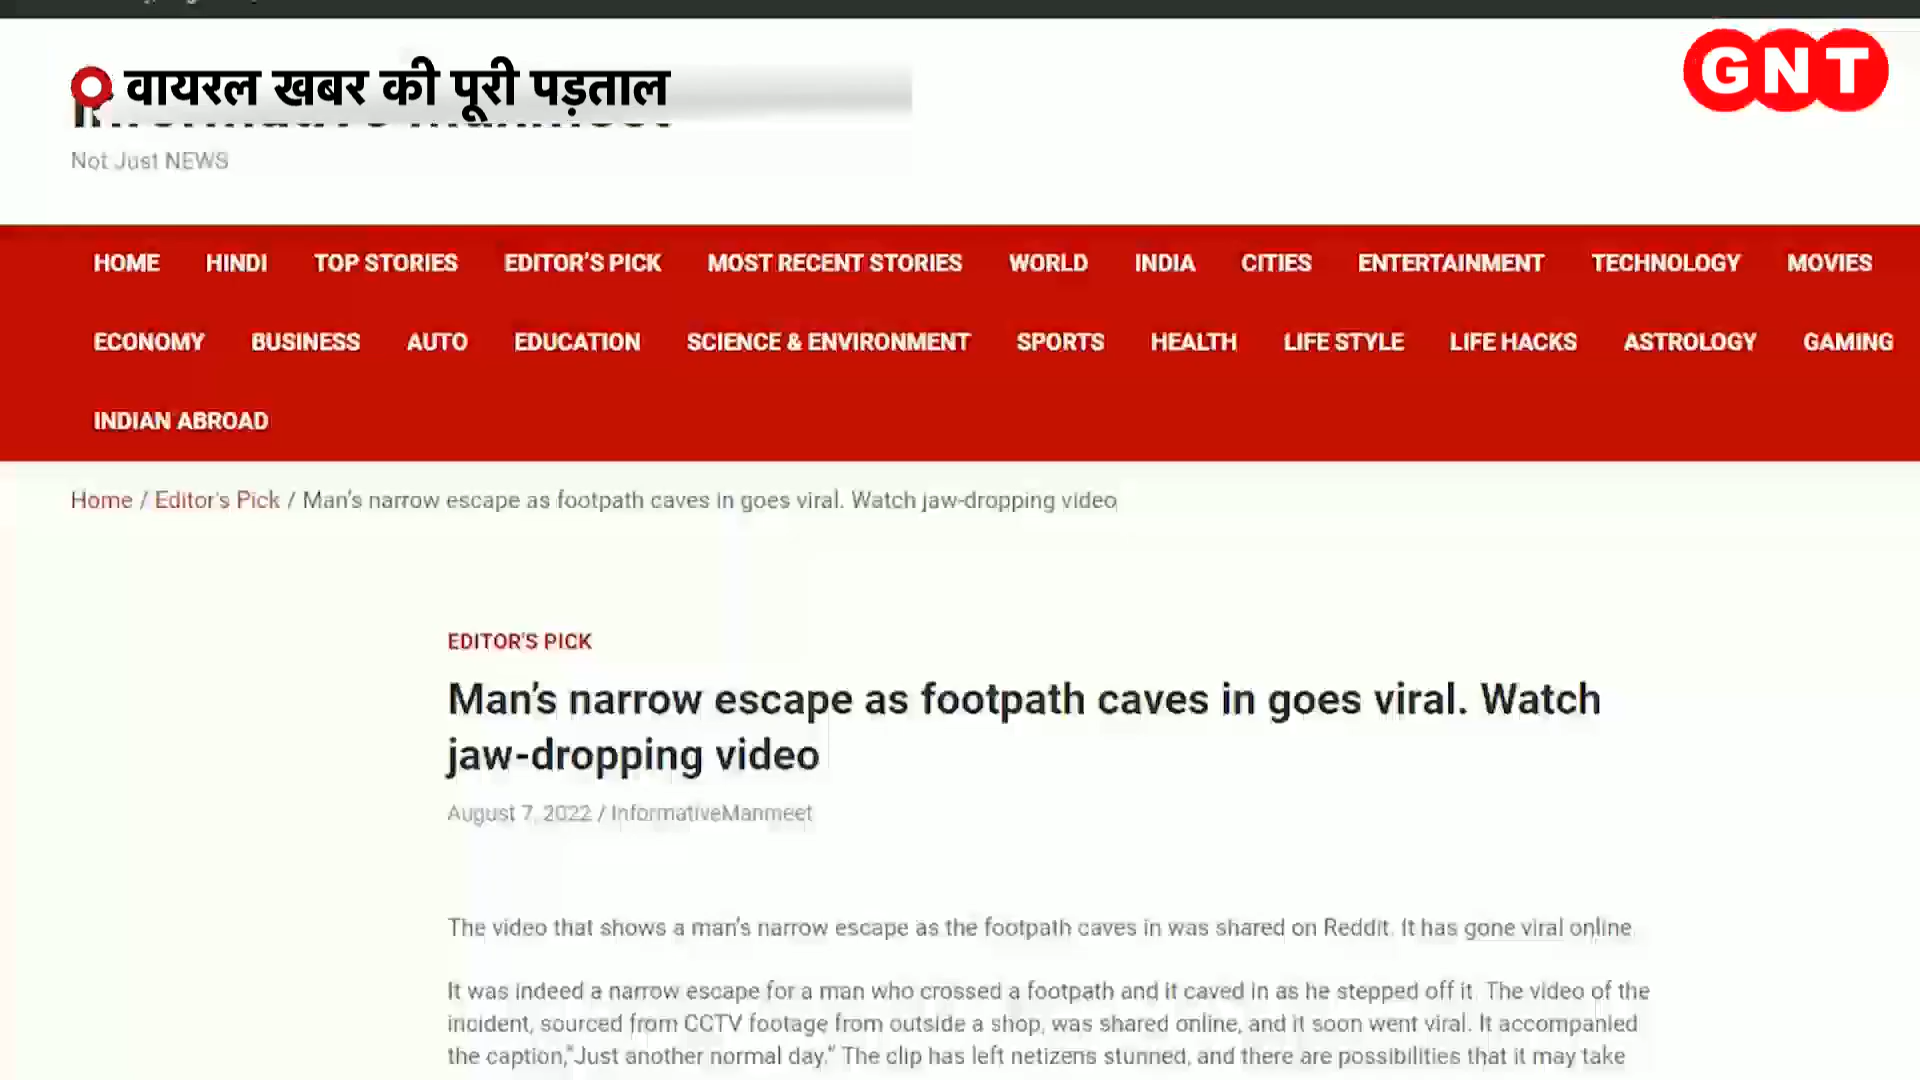 वायरल खबर की पूरी पड़ताल
GNT
Not Just NEWS
HOME HINDI TOP STORIES EDITOR'S PICK MOST RECENT STORIES WORLD INDIA CITIES ENTERTAINMENT TECHNOLOGY MOVIES
ECONOMY BUSINESS AUTO EDUCATION SCIENCE & ENVIRONMENT SPORTS HEALTH LIFE STYLE LIFE HACKS ASTROLOGY GAMING
INDIAN ABROAD
Home / Editor's Pick / Man's narrow escape as footpath caves in goes viral. Watch jaw-dropping video
EDITOR'S PICK
Man's narrow escape as footpath caves in goes viral. Watch
jaw-dropping video
August 7, 2022 / InformativeManmeet
The video that shows a man's narrow escape as the footpath caves in was shared on Reddit. It has gone viral online.
It was indeed a narrow escape for a man who crossed a footpath and it caved in as he stepped off it. The video of the
incident, sourced from CCTV footage from outside a shop, was shared online, and it soon went viral. It accompanied
the caption,"Just another normal day." The clip has left netizens stunned, and there are possibilities that it may take